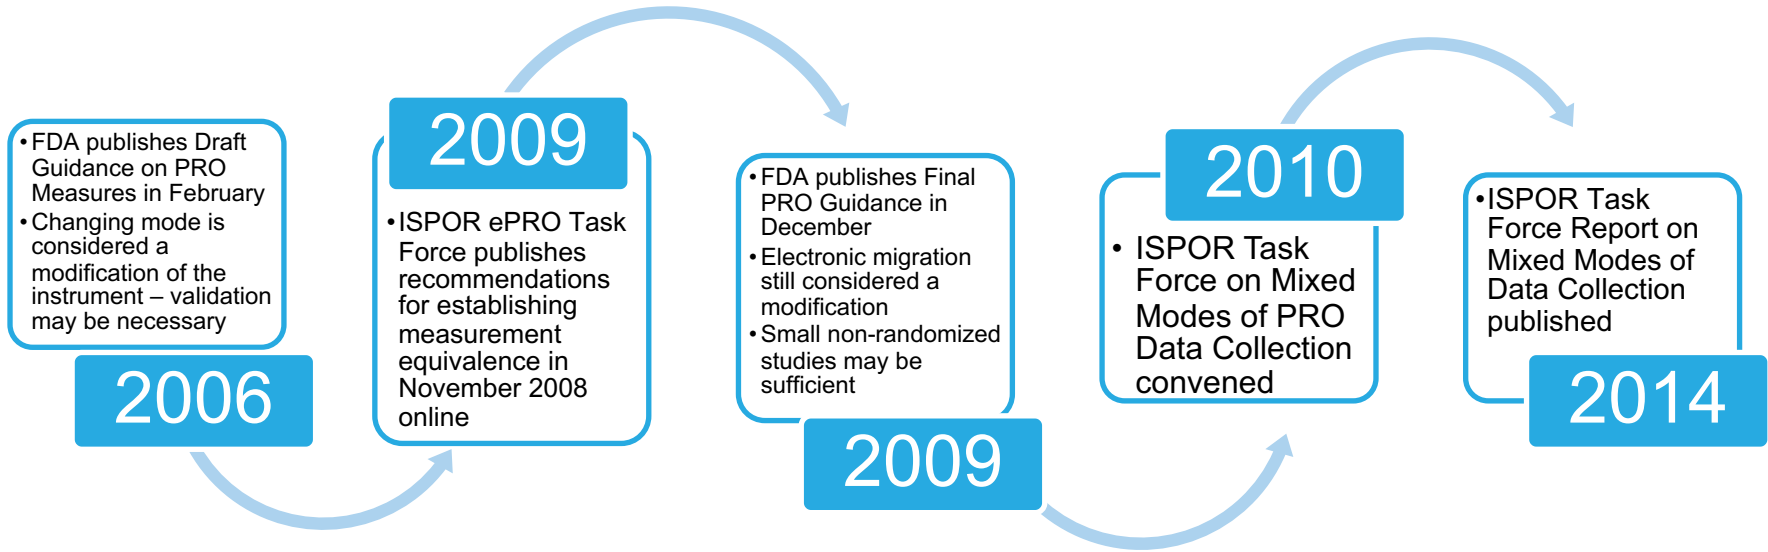 • FDA publishes Draft
Guidance on PRO
Measures in February
• Changing mode is
considered a
modification of the
instrument – validation
may be necessary
2006
2009
• ISPOR ePRO Task
Force publishes
recommendations
for establishing
measurement
equivalence in
November 2008
online
• FDA publishes Final
PRO Guidance in
December
• Electronic migration
still considered a
modification
• Small non-randomized
studies may be
sufficient
2009
2010
• ISPOR Task
Force on Mixed
Modes of PRO
Data Collection
convened
• ISPOR Task
Force Report on
Mixed Modes of
Data Collection
published
2014